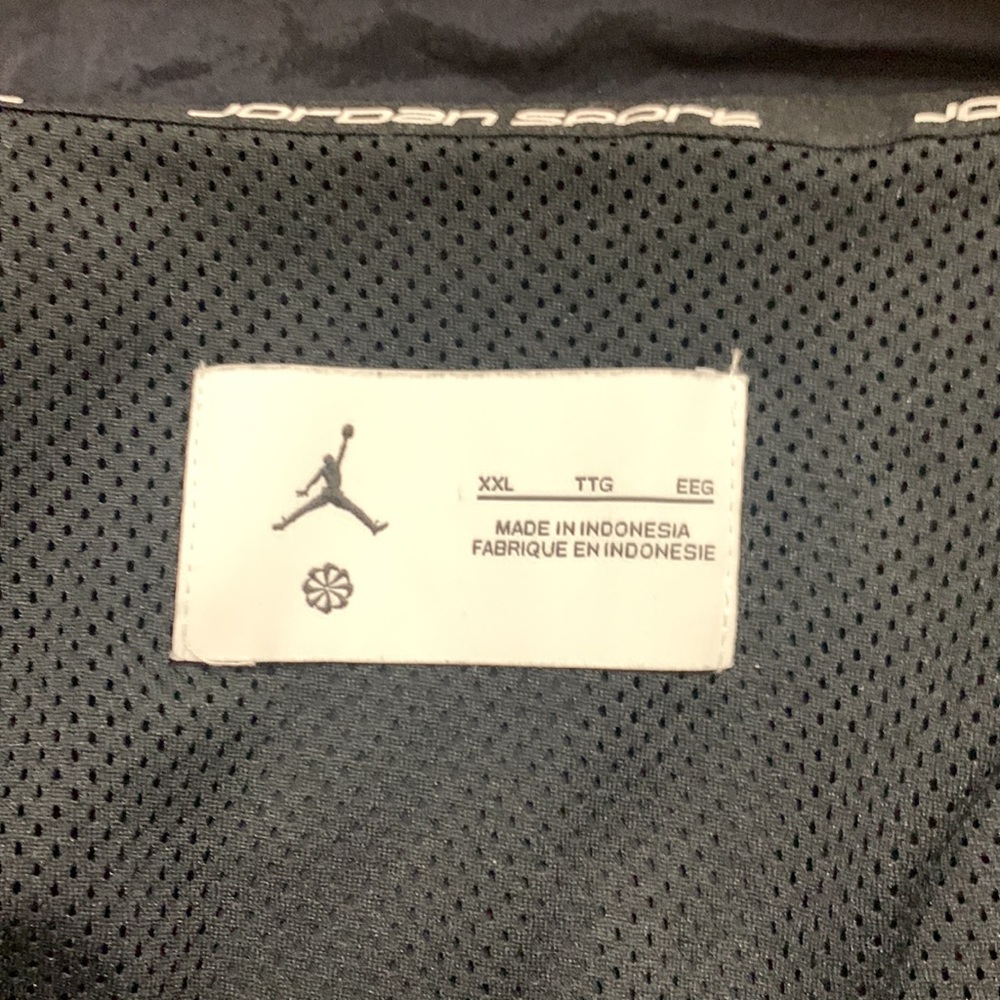 Jordan Sport
XXL TTG EEG
MADE IN INDONESIA
FABRIQUE EN INDONESIE